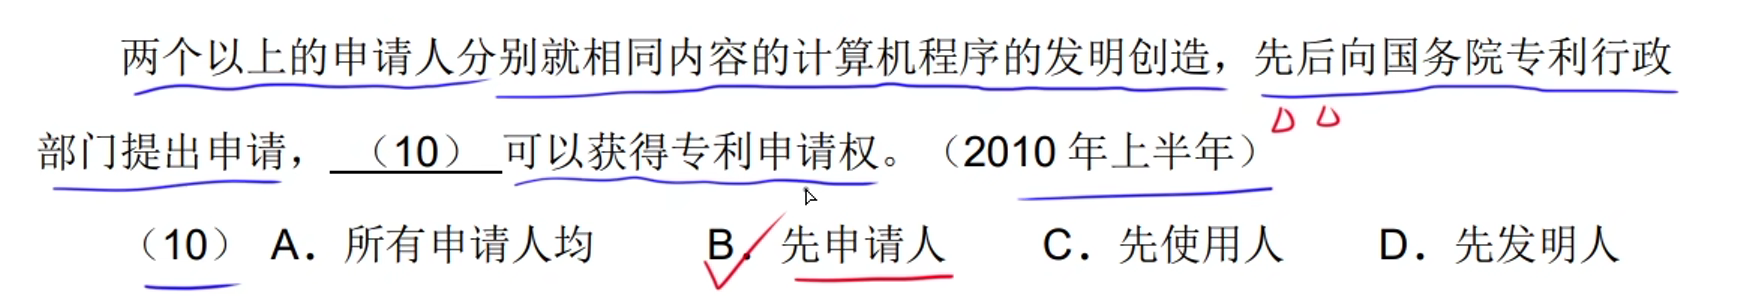 两个以上的申请人分别就相同内容的计算机程序的发明创造，先后向国务院专利行政
部门提出申请，（10）可以获得专利申请权。（2010 年上半年）
（10） A．所有申请人均 B．先申请人 C．先使用人 D．先发明人